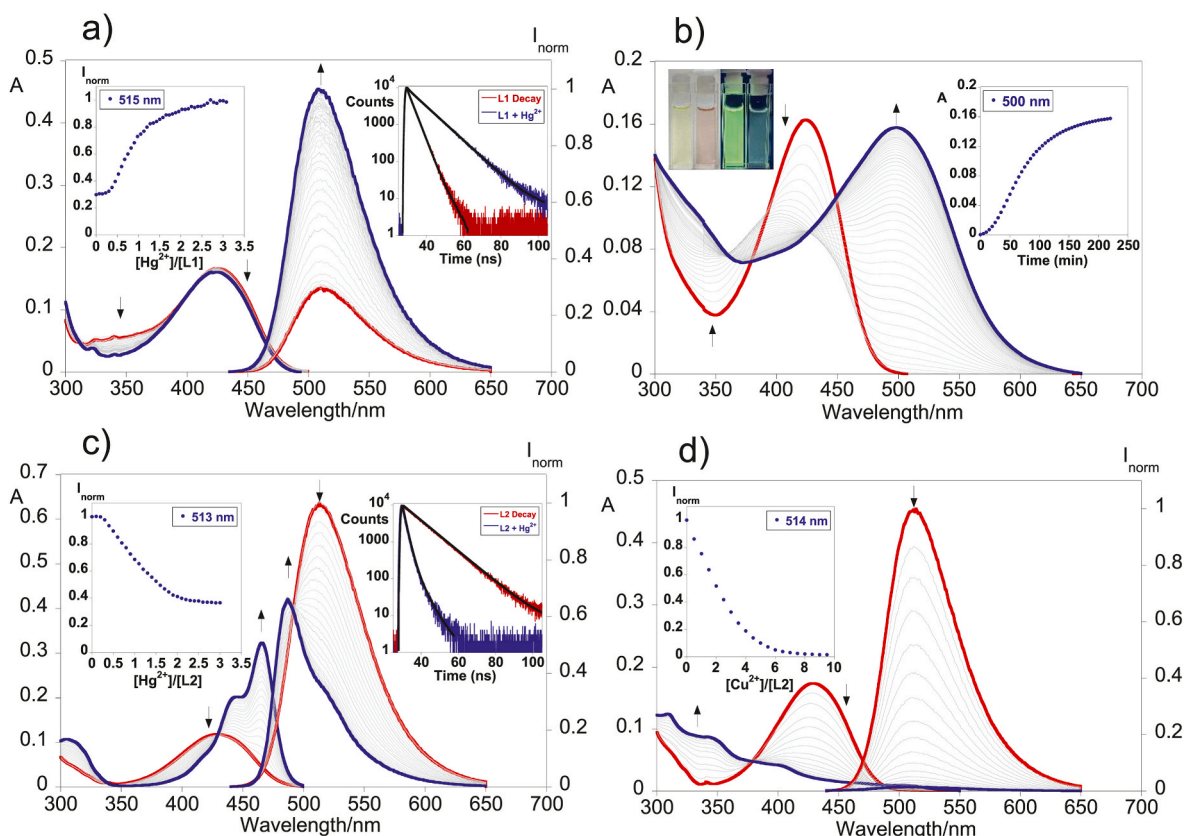 a)
I norm
0.5
A
0.4
0.3
0.2
0.1
0
1
0.8
0.6
0.4
0.2
0
300 350 400 450 500 550 600 650 700
Wavelength/nm
I norm
515 nm
1
0.8
0.6
0.4
0.2
0
0 0.5 1 1.5 2 2.5 3 3.5
[Hg2+]/[L1]
10^4
Counts
1000
100
10
1
L1 Decay
L1 + Hg2+
40 60 80 100
Time (ns)
b)
0.2
A
0.16
0.12
0.08
0.04
0
300 350 400 450 500 550 600 650 700
Wavelength/nm
A
500 nm
0.2
0.16
0.12
0.08
0.04
0
0 50 100 150 200 250
Time (min)
c)
I norm
0.7
A
0.6
0.5
0.4
0.3
0.2
0.1
0
1
0.8
0.6
0.4
0.2
0
300 350 400 450 500 550 600 650 700
Wavelength/nm
I norm
513 nm
1
0.8
0.6
0.4
0.2
0
0 0.5 1 1.5 2 2.5 3 3.5
[Hg2+]/[L2]
10^4
Counts
1000
100
10
1
L2 Decay
L2 + Hg2+
40 60 80 100
Time (ns)
d)
I norm
0.5
A
0.4
0.3
0.2
0.1
0
1
0.8
0.6
0.4
0.2
0
300 350 400 450 500 550 600 650 700
Wavelength/nm
I norm
514 nm
1
0.8
0.6
0.4
0.2
0
0 2 4 6 8 10
[Cu2+]/[L2]